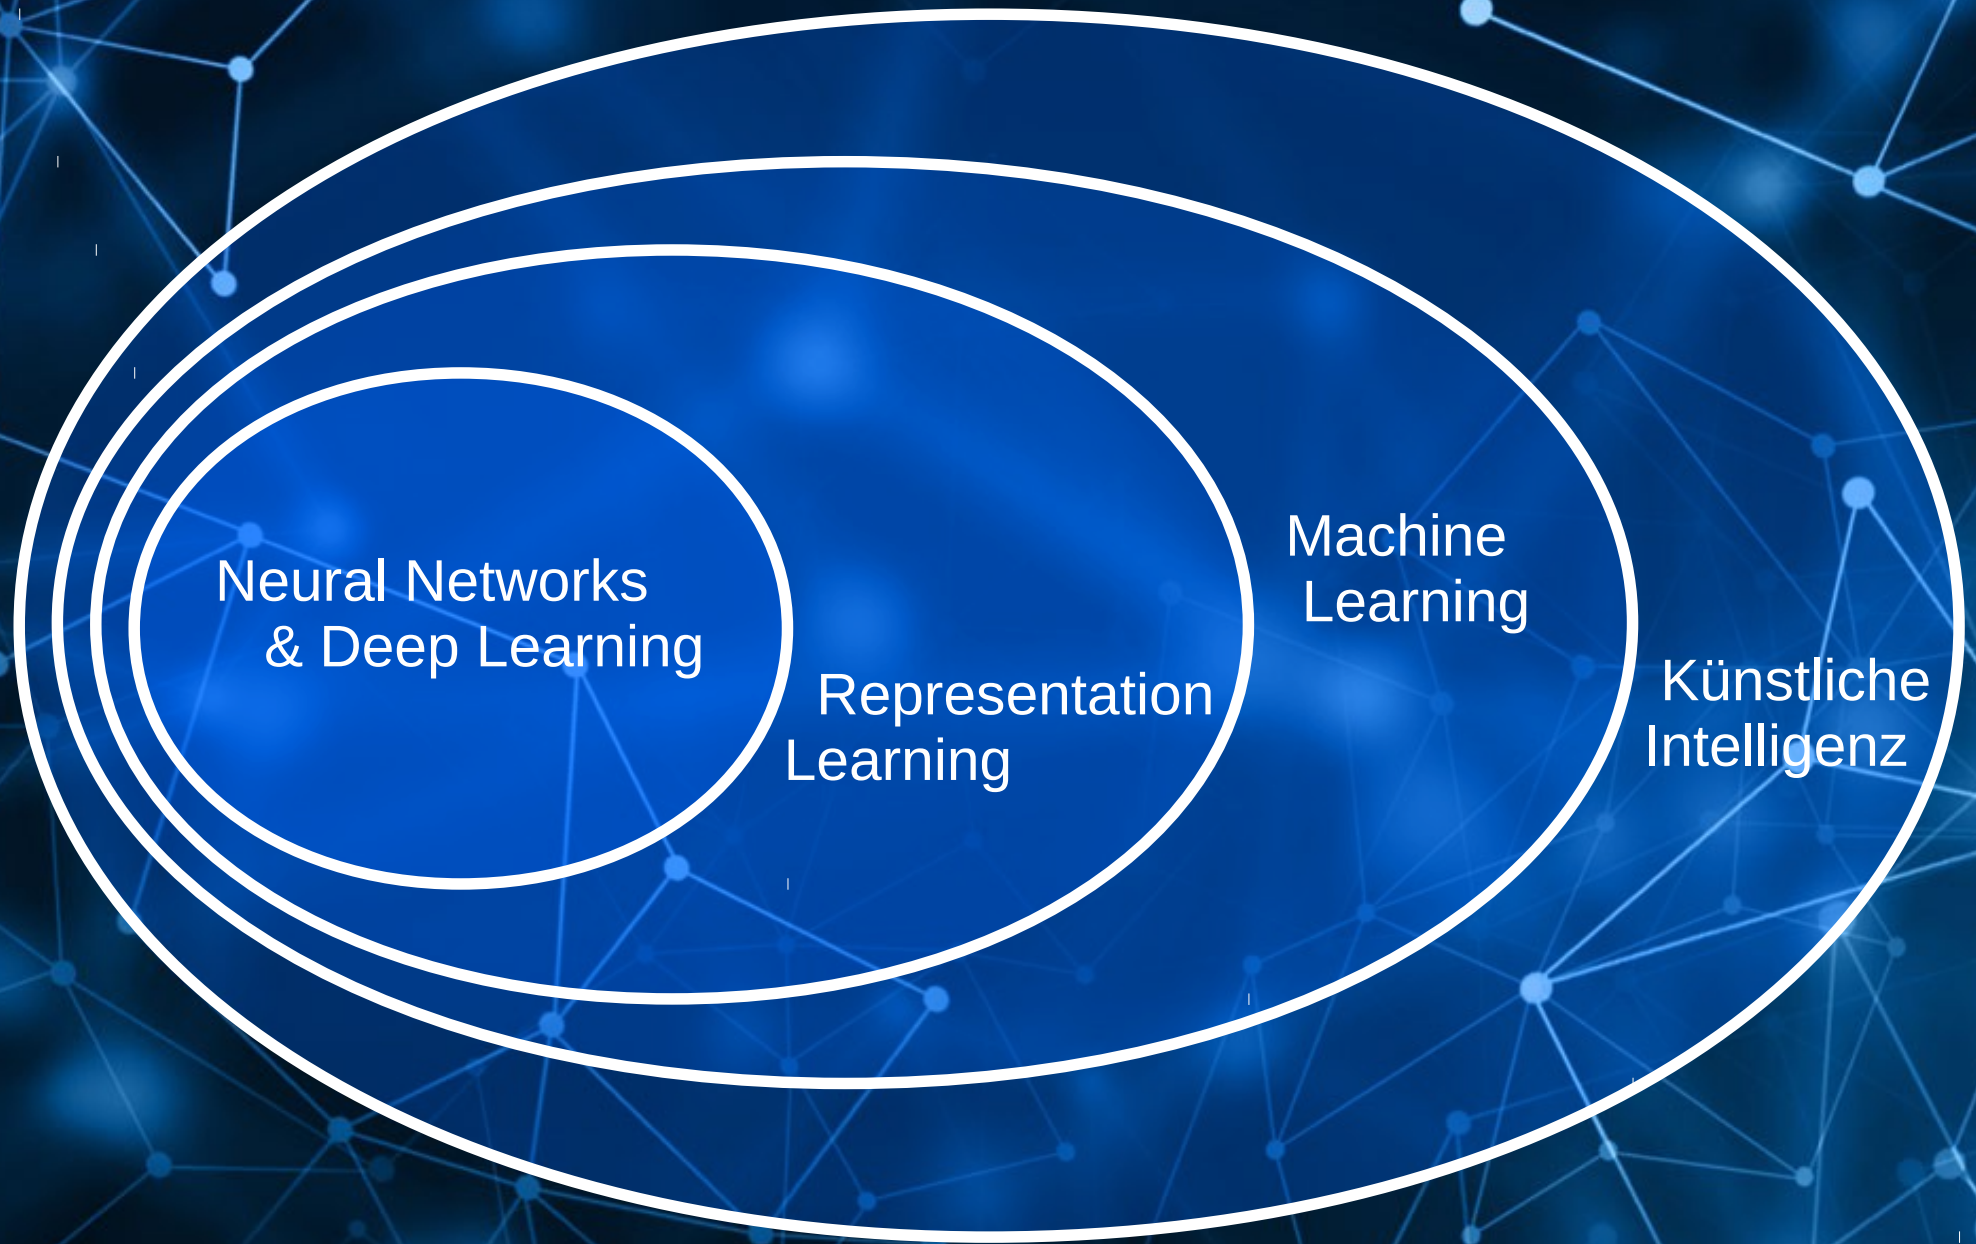 Neural Networks
& Deep Learning
Representation
Learning
Machine
Learning
Künstliche
Intelligenz